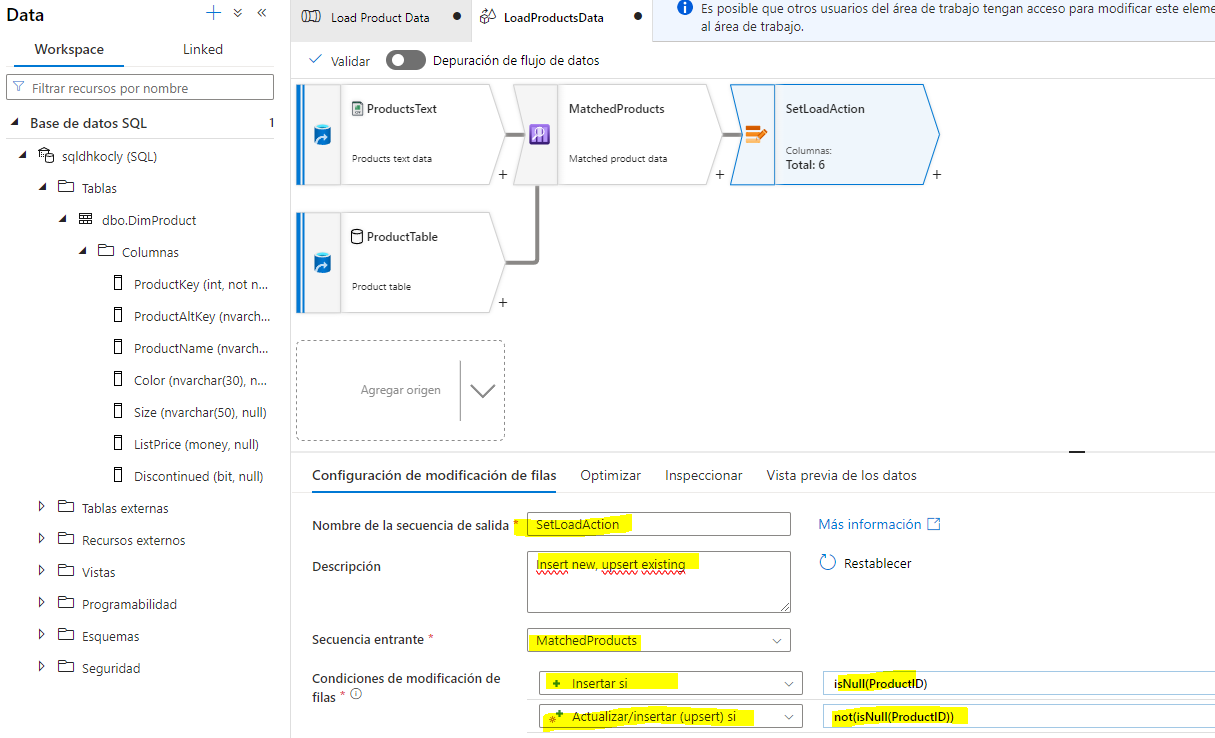 Data
Workspace
Linked
Filtrar recursos por nombre
Base de datos SQL
1
sqldhkocly (SQL)
Tablas
dbo.DimProduct
Columnas
ProductKey (int, not n...
ProductAltKey (nvarch...
ProductName (nvarch...
Color (nvarchar(30), n...
Size (nvarchar(50), null)
ListPrice (money, null)
Discontinued (bit, null)
Tablas externas
Recursos externos
Vistas
Programabilidad
Esquemas
Seguridad
Load Product Data
LoadProductsData
Es posible que otros usuarios del área de trabajo tengan acceso para modificar este eleme
al área de trabajo.
Validar
Depuración de flujo de datos
ProductsText
Products text data
+
MatchedProducts
Matched product data
+
SetLoadAction
Columnas:
Total: 6
+
ProductTable
Product table
+
Agregar origen
Configuración de modificación de filas
Optimizar
Inspeccionar
Vista previa de los datos
Nombre de la secuencia de salida *
SetLoadAction
Más información
Descripción
Insert new, upsert existing
Restablecer
Secuencia entrante *
MatchedProducts
Condiciones de modificación de
filas *
Insertar si
isNull(ProductID)
Actualizar/insertar (upsert) si
not(isNull(ProductID))